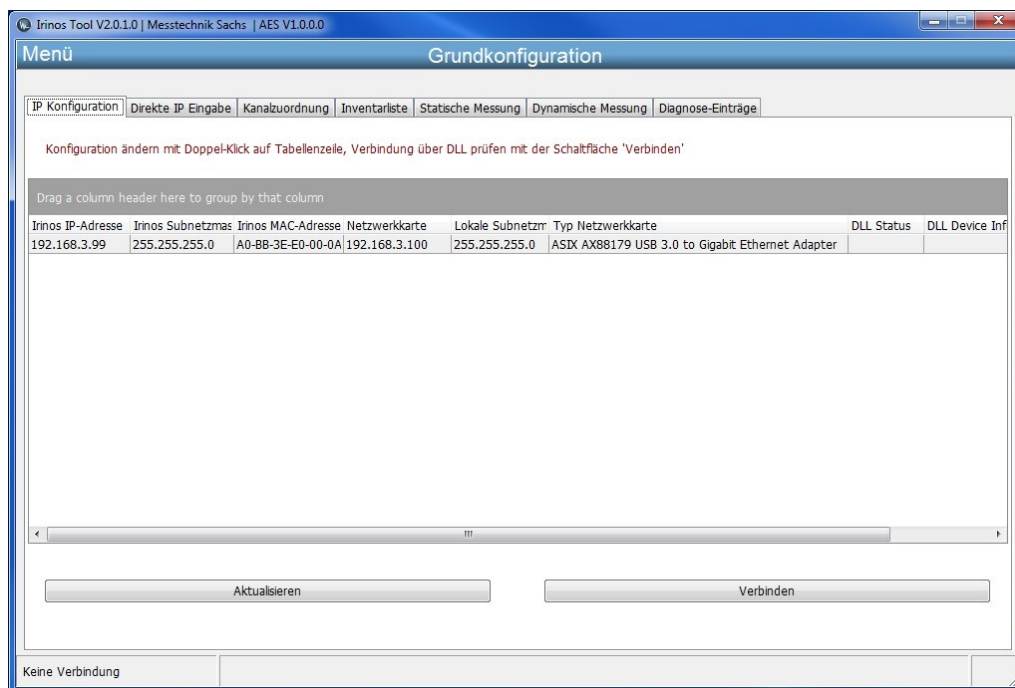 Irinos Tool V2.0.1.0 | Messtechnik Sachs | AES V1.0.0.0
Menü Grundkonfiguration
IP Konfiguration Direkte IP Eingabe Kanalzuordnung Inventarliste Statische Messung Dynamische Messung Diagnose-Einträge
Konfiguration ändern mit Doppel-Klick auf Tabellenzeile, Verbindung über DLL prüfen mit der Schaltfläche 'Verbinden'
Drag a column header here to group by that column
Irinos IP-Adresse Irinos Subnetzmas Irinos MAC-Adresse Netzwerkkarte Lokale Subnetzm Typ Netzwerkkarte DLL Status DLL Device Inf
192.168.3.99 255.255.255.0 A0-BB-3E-E0-00-0A 192.168.3.100 255.255.255.0 ASIX AX88179 USB 3.0 to Gigabit Ethernet Adapter
Aktualisieren Verbinden
Keine Verbindung